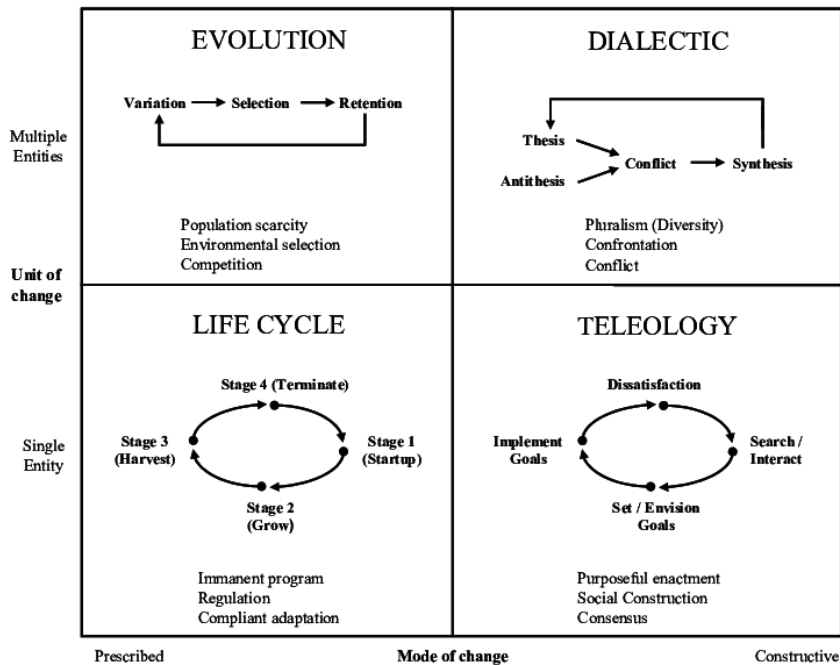 EVOLUTION
Variation
Selection
Retention
Population scarcity
Environmental selection
Competition
DIALECTIC
Thesis
Antithesis
Conflict
Synthesis
Pluralism (Diversity)
Confrontation
Conflict
Multiple
Entities
Unit of
change
Single
Entity
LIFE CYCLE
Stage 4 (Terminate)
Stage 3
(Harvest)
Stage 1
(Startup)
Stage 2
(Grow)
Immanent program
Regulation
Compliant adaptation
TELEOLOGY
Dissatisfaction
Implement
Goals
Search /
Interact
Set / Envision
Goals
Purposeful enactment
Social Construction
Consensus
Prescribed
Mode of change
Constructive